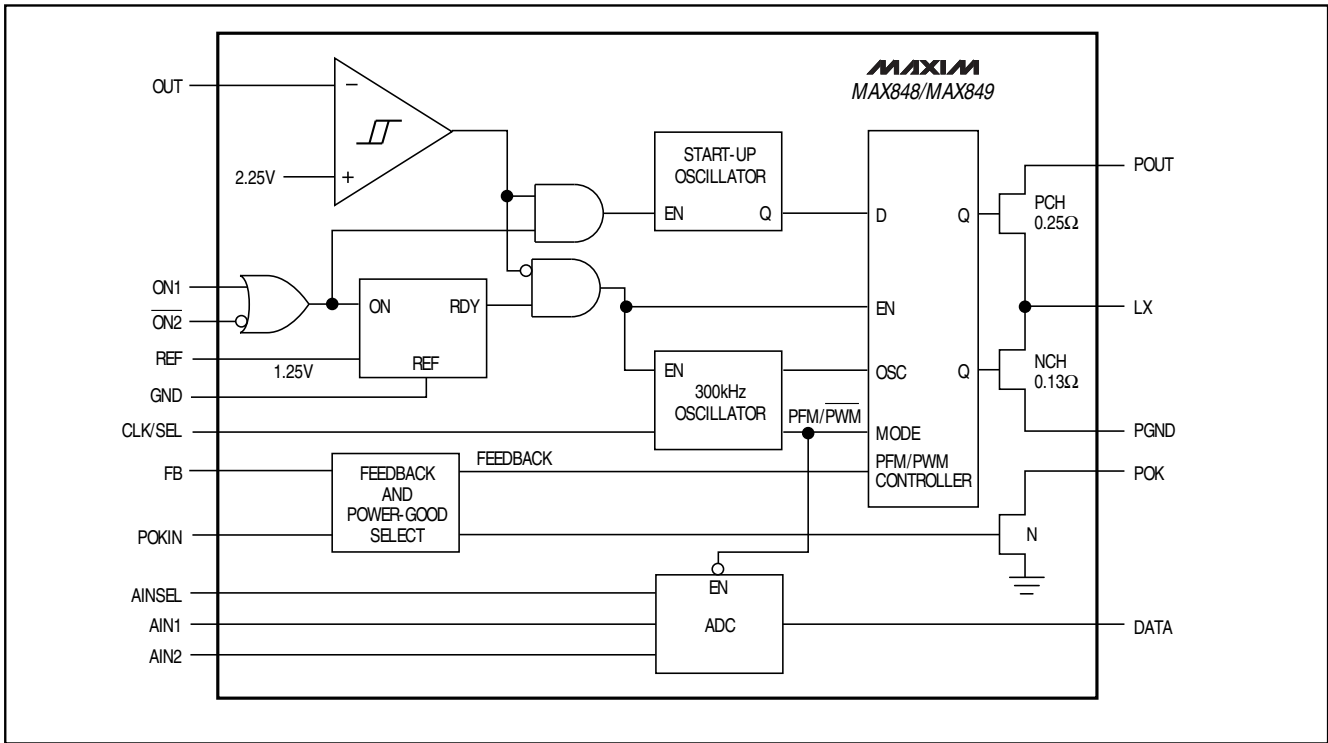 MAXIM
MAX848/MAX849
OUT
−
2.25V
+
START-UP
OSCILLATOR
EN
Q
D
Q
PCH
0.25Ω
POUT
ON1
ON2
ON
RDY
REF
REF
1.25V
GND
EN
LX
EN
300kHz
OSCILLATOR
OSC
Q
NCH
0.13Ω
CLK/SEL
PFM/PWM
MODE
PGND
FB
FEEDBACK
AND
POWER-GOOD
SELECT
FEEDBACK
PFM/PWM
CONTROLLER
POK
POKIN
N
AINSEL
EN
AIN1
ADC
DATA
AIN2